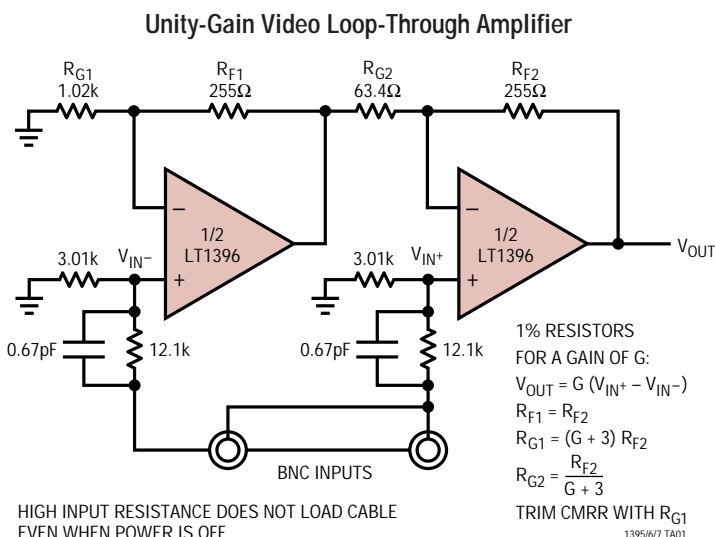 Unity-Gain Video Loop-Through Amplifier
RG1
1.02k
RF1
255Ω
RG2
63.4Ω
RF2
255Ω
–
+
1/2
LT1396
–
+
1/2
LT1396
VOUT
3.01k
VIN–
3.01k
VIN+
0.67pF
12.1k
0.67pF
12.1k
BNC INPUTS
1% RESISTORS
FOR A GAIN OF G:
VOUT = G (VIN+ – VIN–)
RF1 = RF2
RG1 = (G + 3) RF2
RG2 = RF2
G + 3
TRIM CMRR WITH RG1
HIGH INPUT RESISTANCE DOES NOT LOAD CABLE
EVEN WHEN POWER IS OFF
1395/6/7 TA01